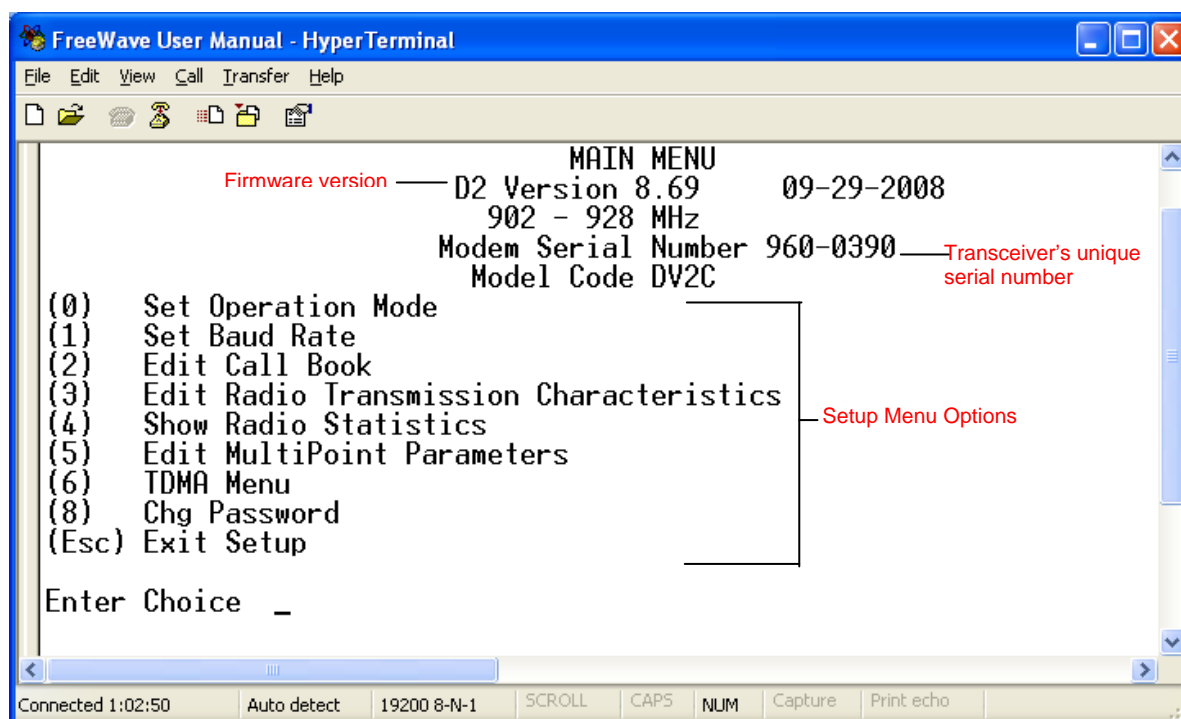 FreeWave User Manual - HyperTerminal
File Edit View Call Transfer Help
MAIN MENU
Firmware version D2 Version 8.69 09-29-2008
902 - 928 MHz
Modem Serial Number 960-0390 Transceiver's unique
serial number
Model Code DV2C
(0) Set Operation Mode
(1) Set Baud Rate
(2) Edit Call Book
(3) Edit Radio Transmission Characteristics
(4) Show Radio Statistics
(5) Edit MultiPoint Parameters
(6) TDMA Menu
(8) Chg Password
(Esc) Exit Setup
Setup Menu Options
Enter Choice _
Connected 1:02:50 Auto detect 19200 8-N-1 SCROLL CAPS NUM Capture Print echo